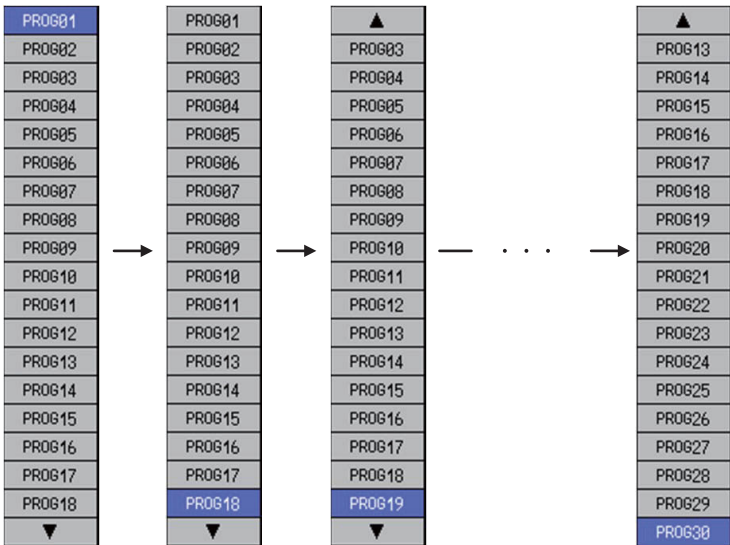 PROG01
PROG02
PROG03
PROG04
PROG05
PROG06
PROG07
PROG08
PROG09
PROG10
PROG11
PROG12
PROG13
PROG14
PROG15
PROG16
PROG17
PROG18
▼
PROG01
PROG02
PROG03
PROG04
PROG05
PROG06
PROG07
PROG08
PROG09
PROG10
PROG11
PROG12
PROG13
PROG14
PROG15
PROG16
PROG17
PROG18
▼
▲
PROG03
PROG04
PROG05
PROG06
PROG07
PROG08
PROG09
PROG10
PROG11
PROG12
PROG13
PROG14
PROG15
PROG16
PROG17
PROG18
PROG19
▼
. . .
▲
PROG13
PROG14
PROG15
PROG16
PROG17
PROG18
PROG19
PROG20
PROG21
PROG22
PROG23
PROG24
PROG25
PROG26
PROG27
PROG28
PROG29
PROG30